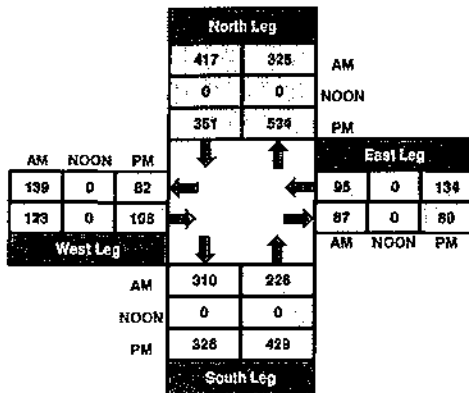 North Leg
417 325 AM
0 0 NOON
351 534 PM
AM NOON PM East Leg
139 0 82 95 0 134
123 0 108 87 0 80
West Leg AM NOON PM
AM 310 226
NOON 0 0
PM 326 429
South Leg